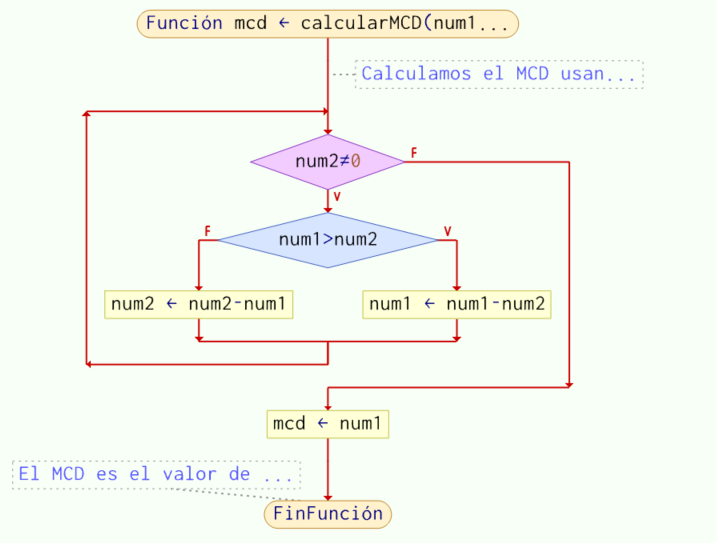 Función mcd ← calcularMCD(num1...
Calculamos el MCD usan...
num2≠0
F
V
num1>num2
F
V
num2 ← num2-num1
num1 ← num1-num2
mcd ← num1
El MCD es el valor de ...
FinFunción